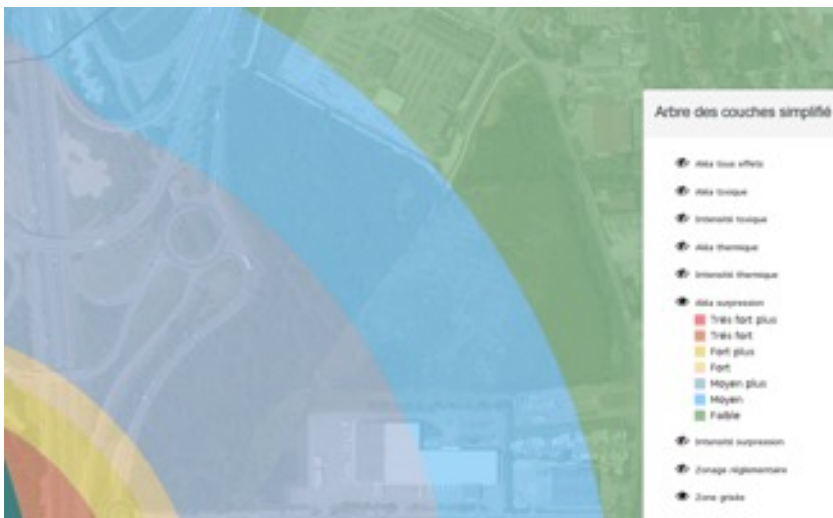 Arbre des couches simplifié
Aléa tous effets
Aléa toxique
Intensité toxique
Aléa thermique
Intensité thermique
Aléa surpression
Très fort plus
Très fort
Fort plus
Fort
Moyen plus
Moyen
Faible
Intensité surpression
Zonage réglementaire
Zone grisée